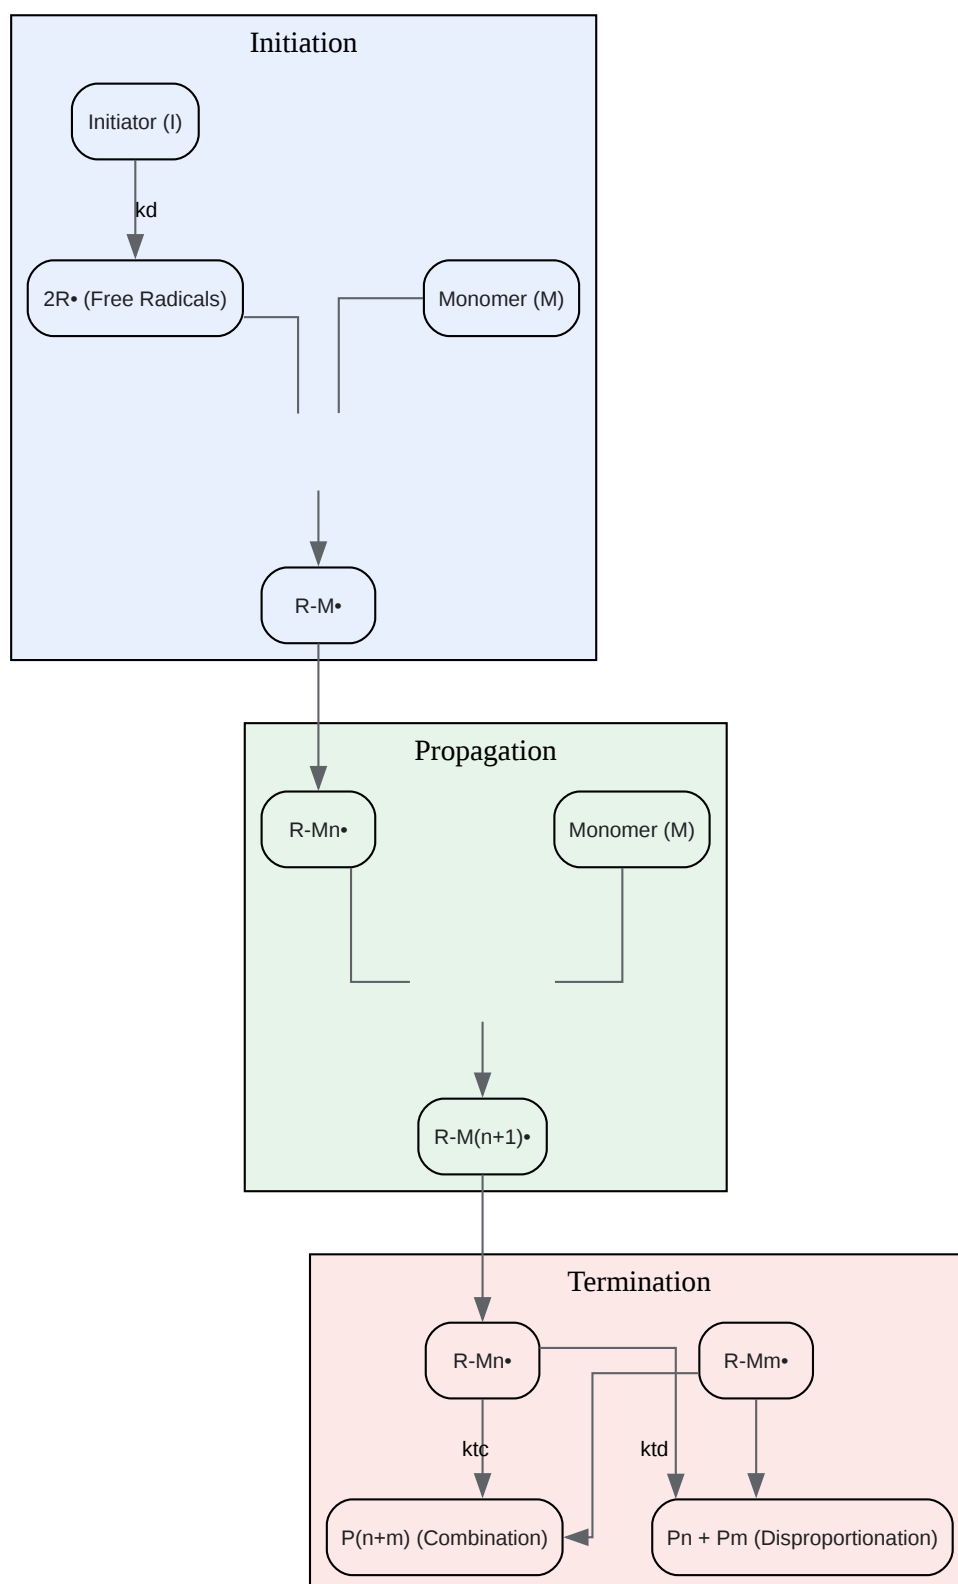 Initiation
Initiator (I)
kd
2R• (Free Radicals)
Monomer (M)
R-M•
Propagation
R-Mn•
Monomer (M)
R-M(n+1)•
Termination
R-Mn•
R-Mm•
ktc
ktd
P(n+m) (Combination)
Pn + Pm (Disproportionation)